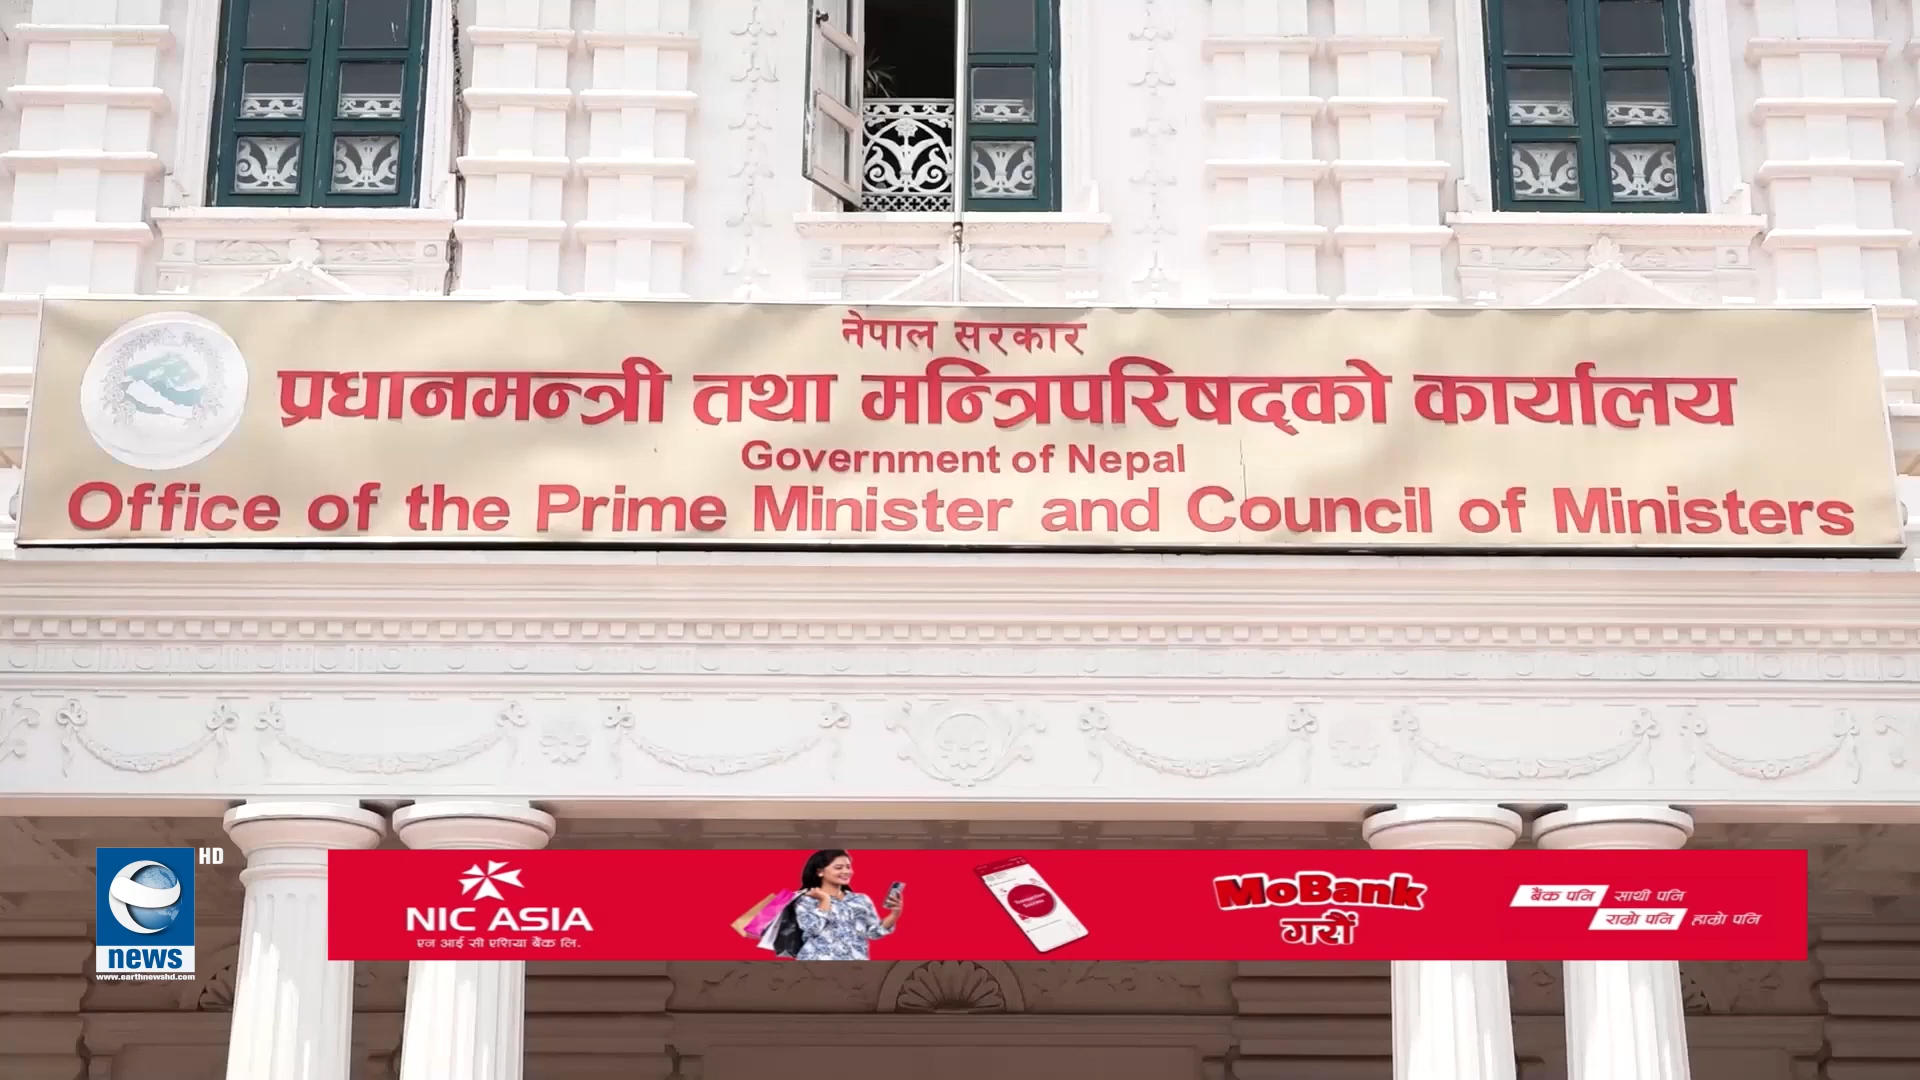 नेपाल सरकार
प्रधानमन्त्री तथा मन्त्रिपरिषद्को कार्यालय
Government of Nepal
Office of the Prime Minister and Council of Ministers
HD
news
www.earthnewshd.com
NIC ASIA
एन आई सी एशिया बैंक लि.
MoBank
गरौं
बैंक पनि साथी पनि
राम्रो पनि हाम्रो पनि